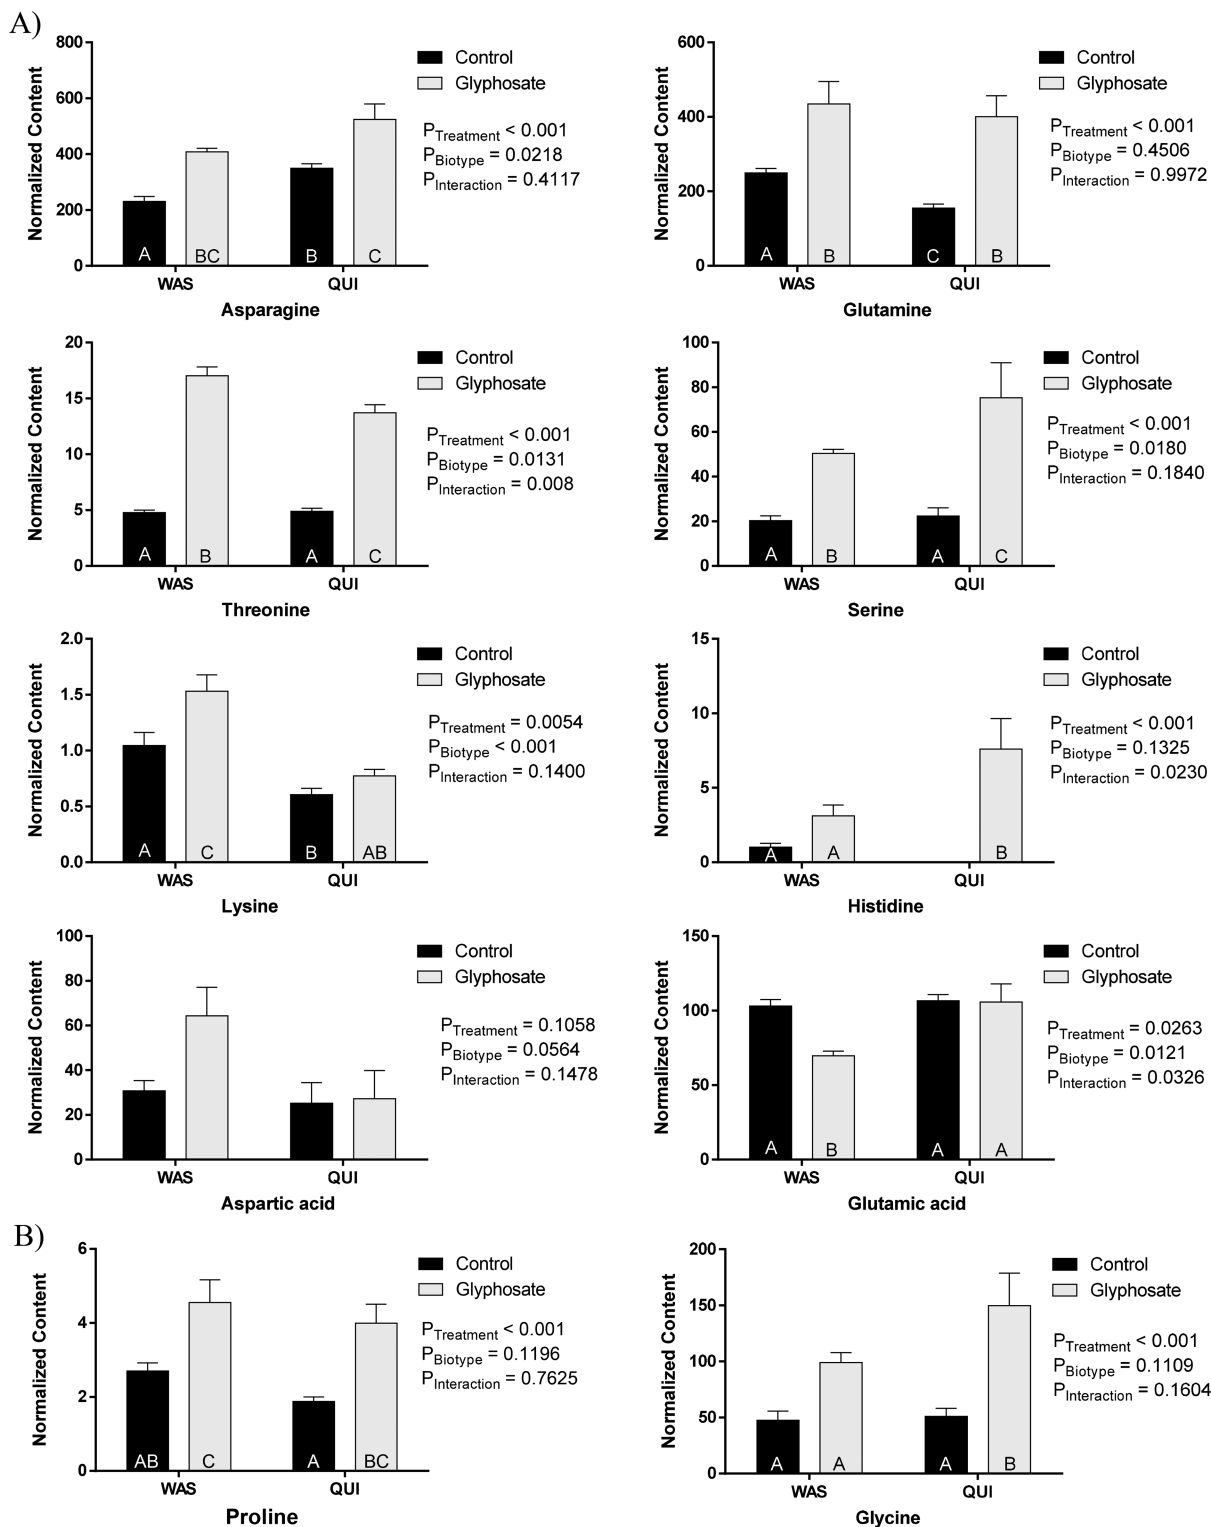 A)
800
600
400
200
0
Normalized Content
Control
Glyphosate
PTreatment < 0.001
PBiotype = 0.0218
PInteraction = 0.4117
A
BC
B
C
WAS
QUI
Asparagine
600
400
200
0
Normalized Content
Control
Glyphosate
PTreatment < 0.001
PBiotype = 0.4506
PInteraction = 0.9972
A
B
C
B
WAS
QUI
Glutamine
20
15
10
5
0
Normalized Content
Control
Glyphosate
PTreatment < 0.001
PBiotype = 0.0131
PInteraction = 0.008
A
B
A
C
WAS
QUI
Threonine
100
80
60
40
20
0
Normalized Content
Control
Glyphosate
PTreatment < 0.001
PBiotype = 0.0180
PInteraction = 0.1840
A
B
A
C
WAS
QUI
Serine
2.0
1.5
1.0
0.5
0.0
Normalized Content
Control
Glyphosate
PTreatment = 0.0054
PBiotype < 0.001
PInteraction = 0.1400
A
C
B
AB
WAS
QUI
Lysine
15
10
5
0
Normalized Content
Control
Glyphosate
PTreatment < 0.001
PBiotype = 0.1325
PInteraction = 0.0230
A
A
B
WAS
QUI
Histidine
100
80
60
40
20
0
Normalized Content
Control
Glyphosate
PTreatment = 0.1058
PBiotype = 0.0564
PInteraction = 0.1478
WAS
QUI
Aspartic acid
150
100
50
0
Normalized Content
Control
Glyphosate
PTreatment = 0.0263
PBiotype = 0.0121
PInteraction = 0.0326
A
B
A
A
WAS
QUI
Glutamic acid
B)
6
4
2
0
Normalized Content
Control
Glyphosate
PTreatment < 0.001
PBiotype = 0.1196
PInteraction = 0.7625
AB
C
A
BC
WAS
QUI
Proline
200
150
100
50
0
Normalized Content
Control
Glyphosate
PTreatment < 0.001
PBiotype = 0.1109
PInteraction = 0.1604
A
A
A
B
WAS
QUI
Glycine